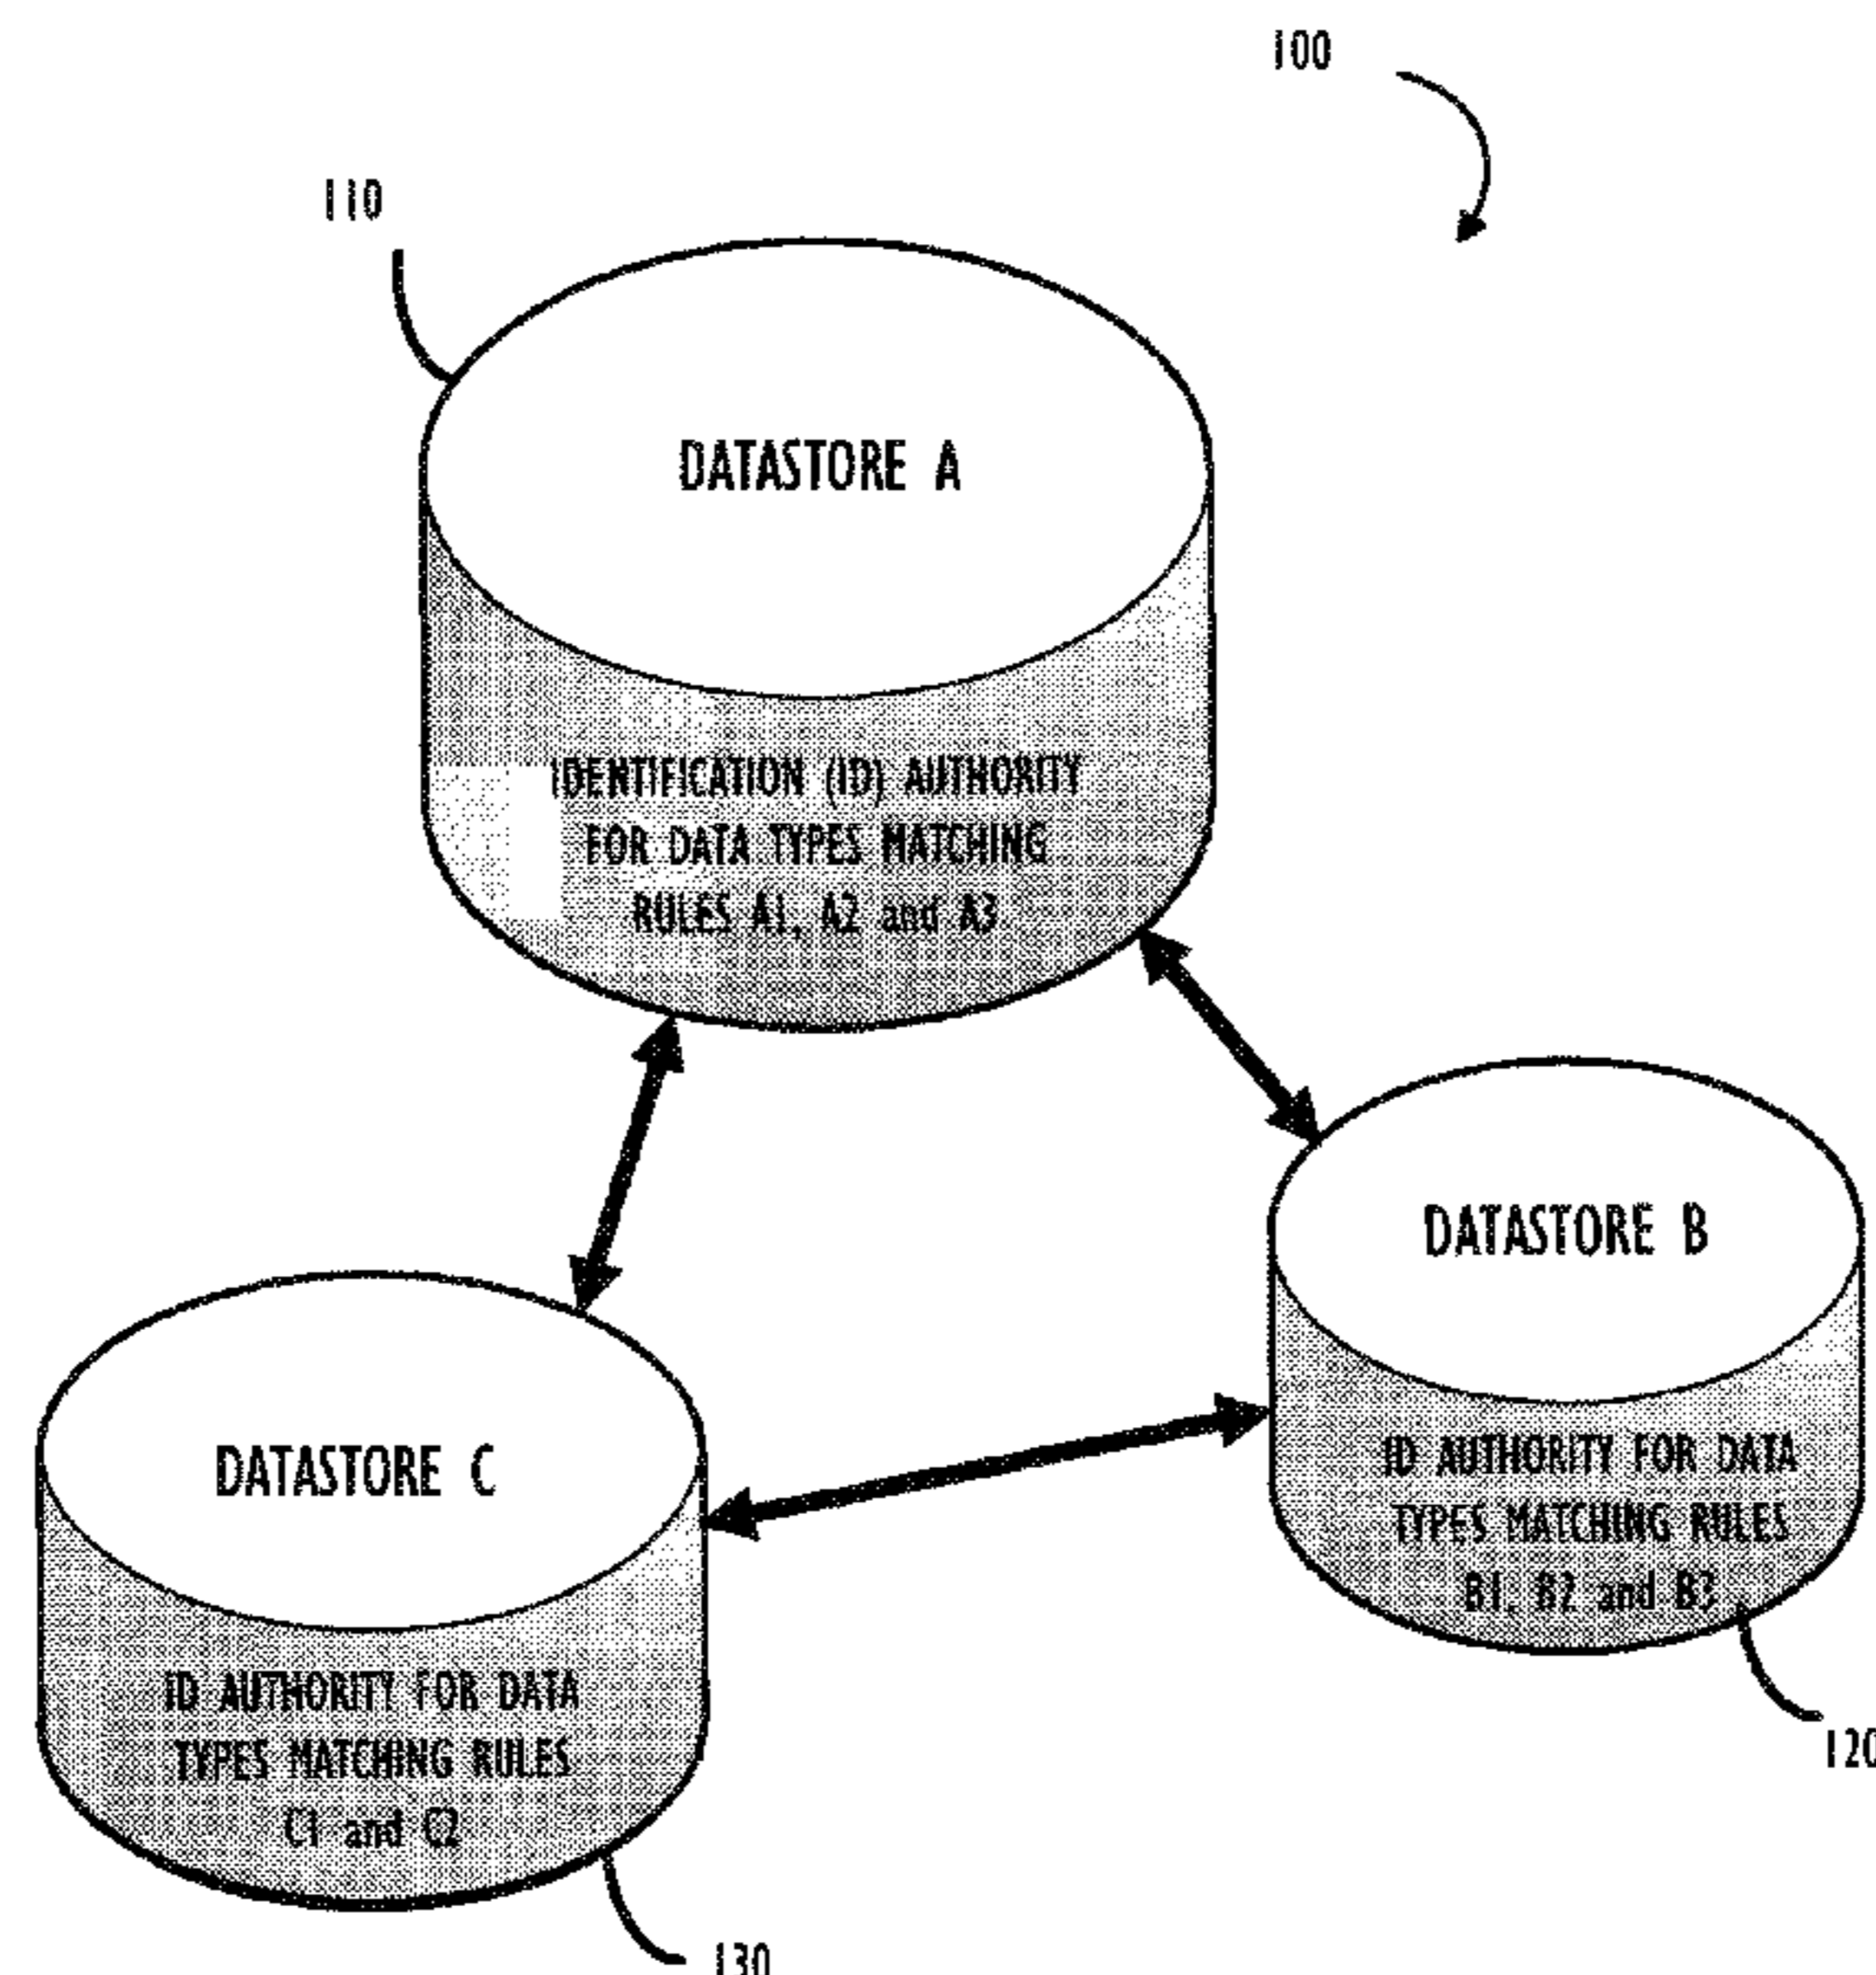 100
110
DATASTORE A
IDENTIFICATION (ID) AUTHORITY
FOR DATA TYPES MATCHING
RULES A1, A2 and A3
DATASTORE B
ID AUTHORITY FOR DATA
TYPES MATCHING RULES
B1, B2 and B3
120
DATASTORE C
ID AUTHORITY FOR DATA
TYPES MATCHING RULES
C1 and C2
130